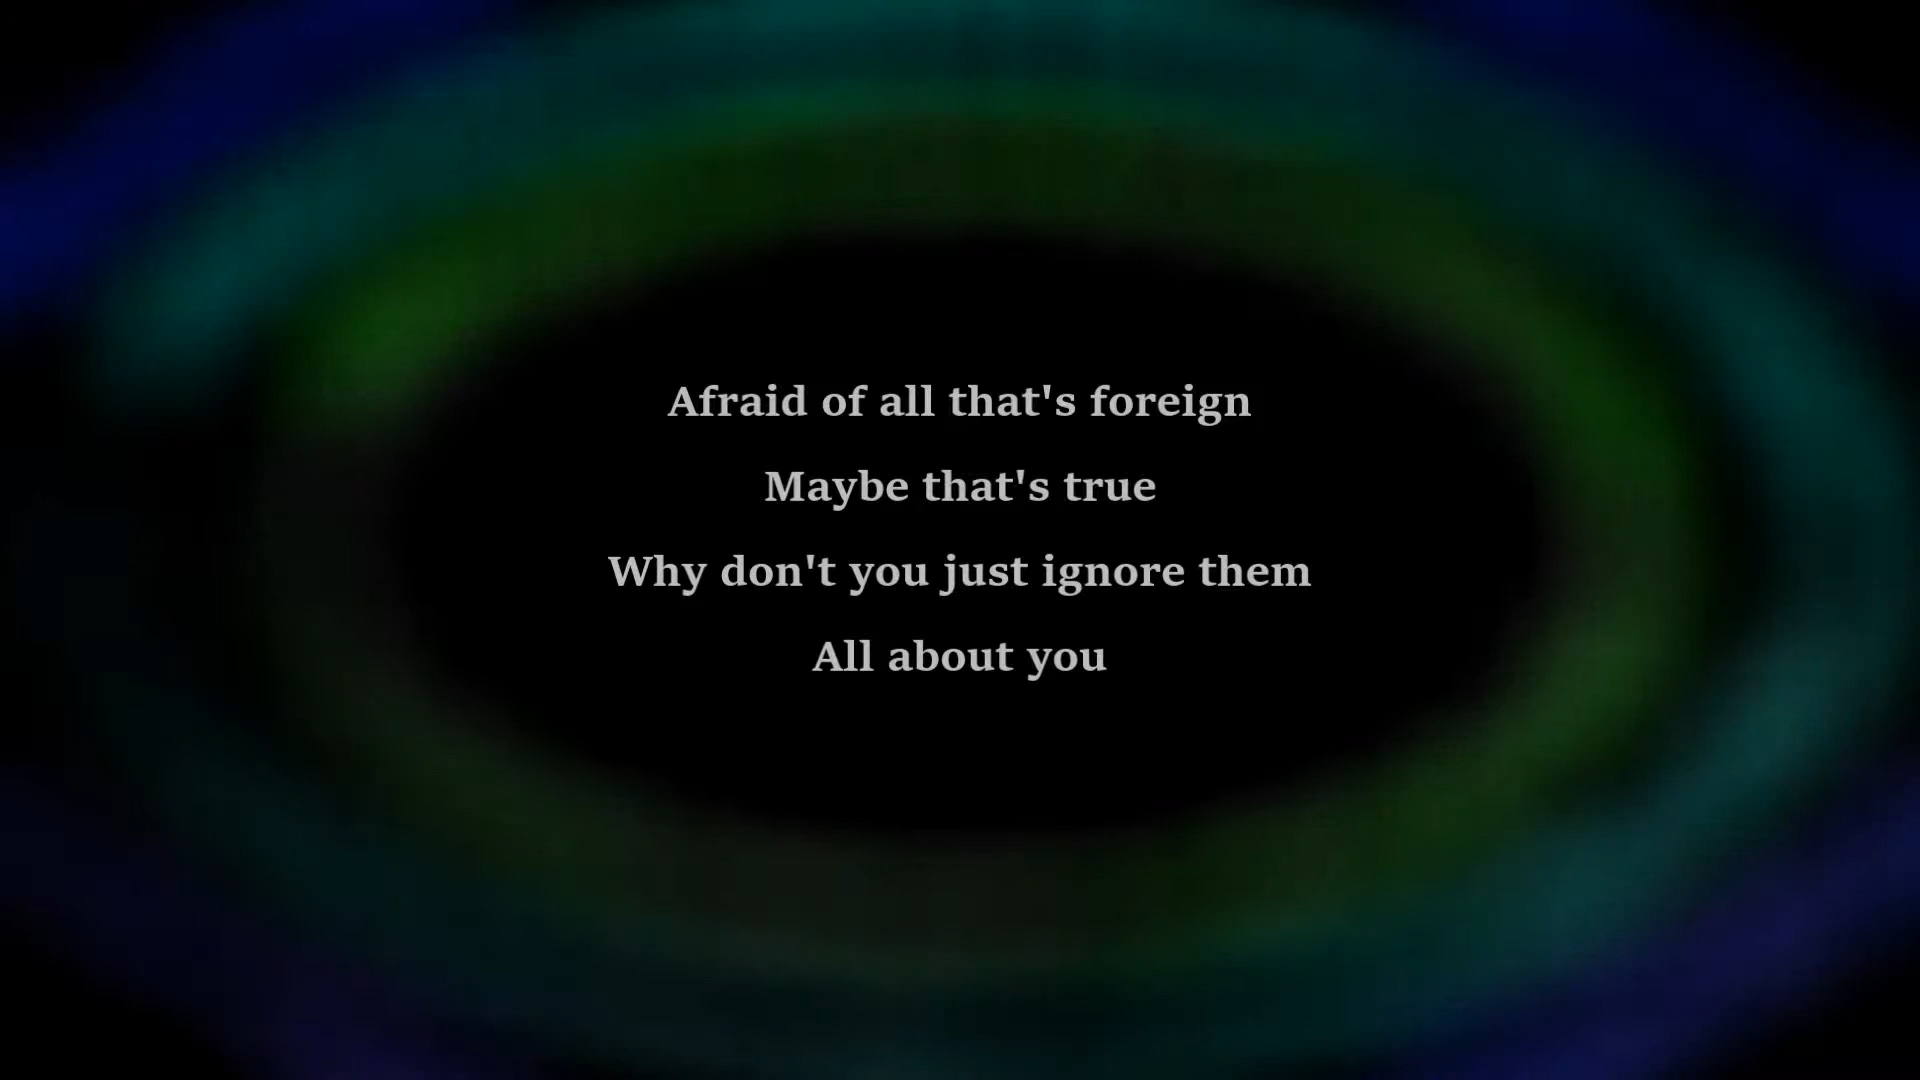 Afraid of all that's foreign
Maybe that's true
Why don't you just ignore them
All about you